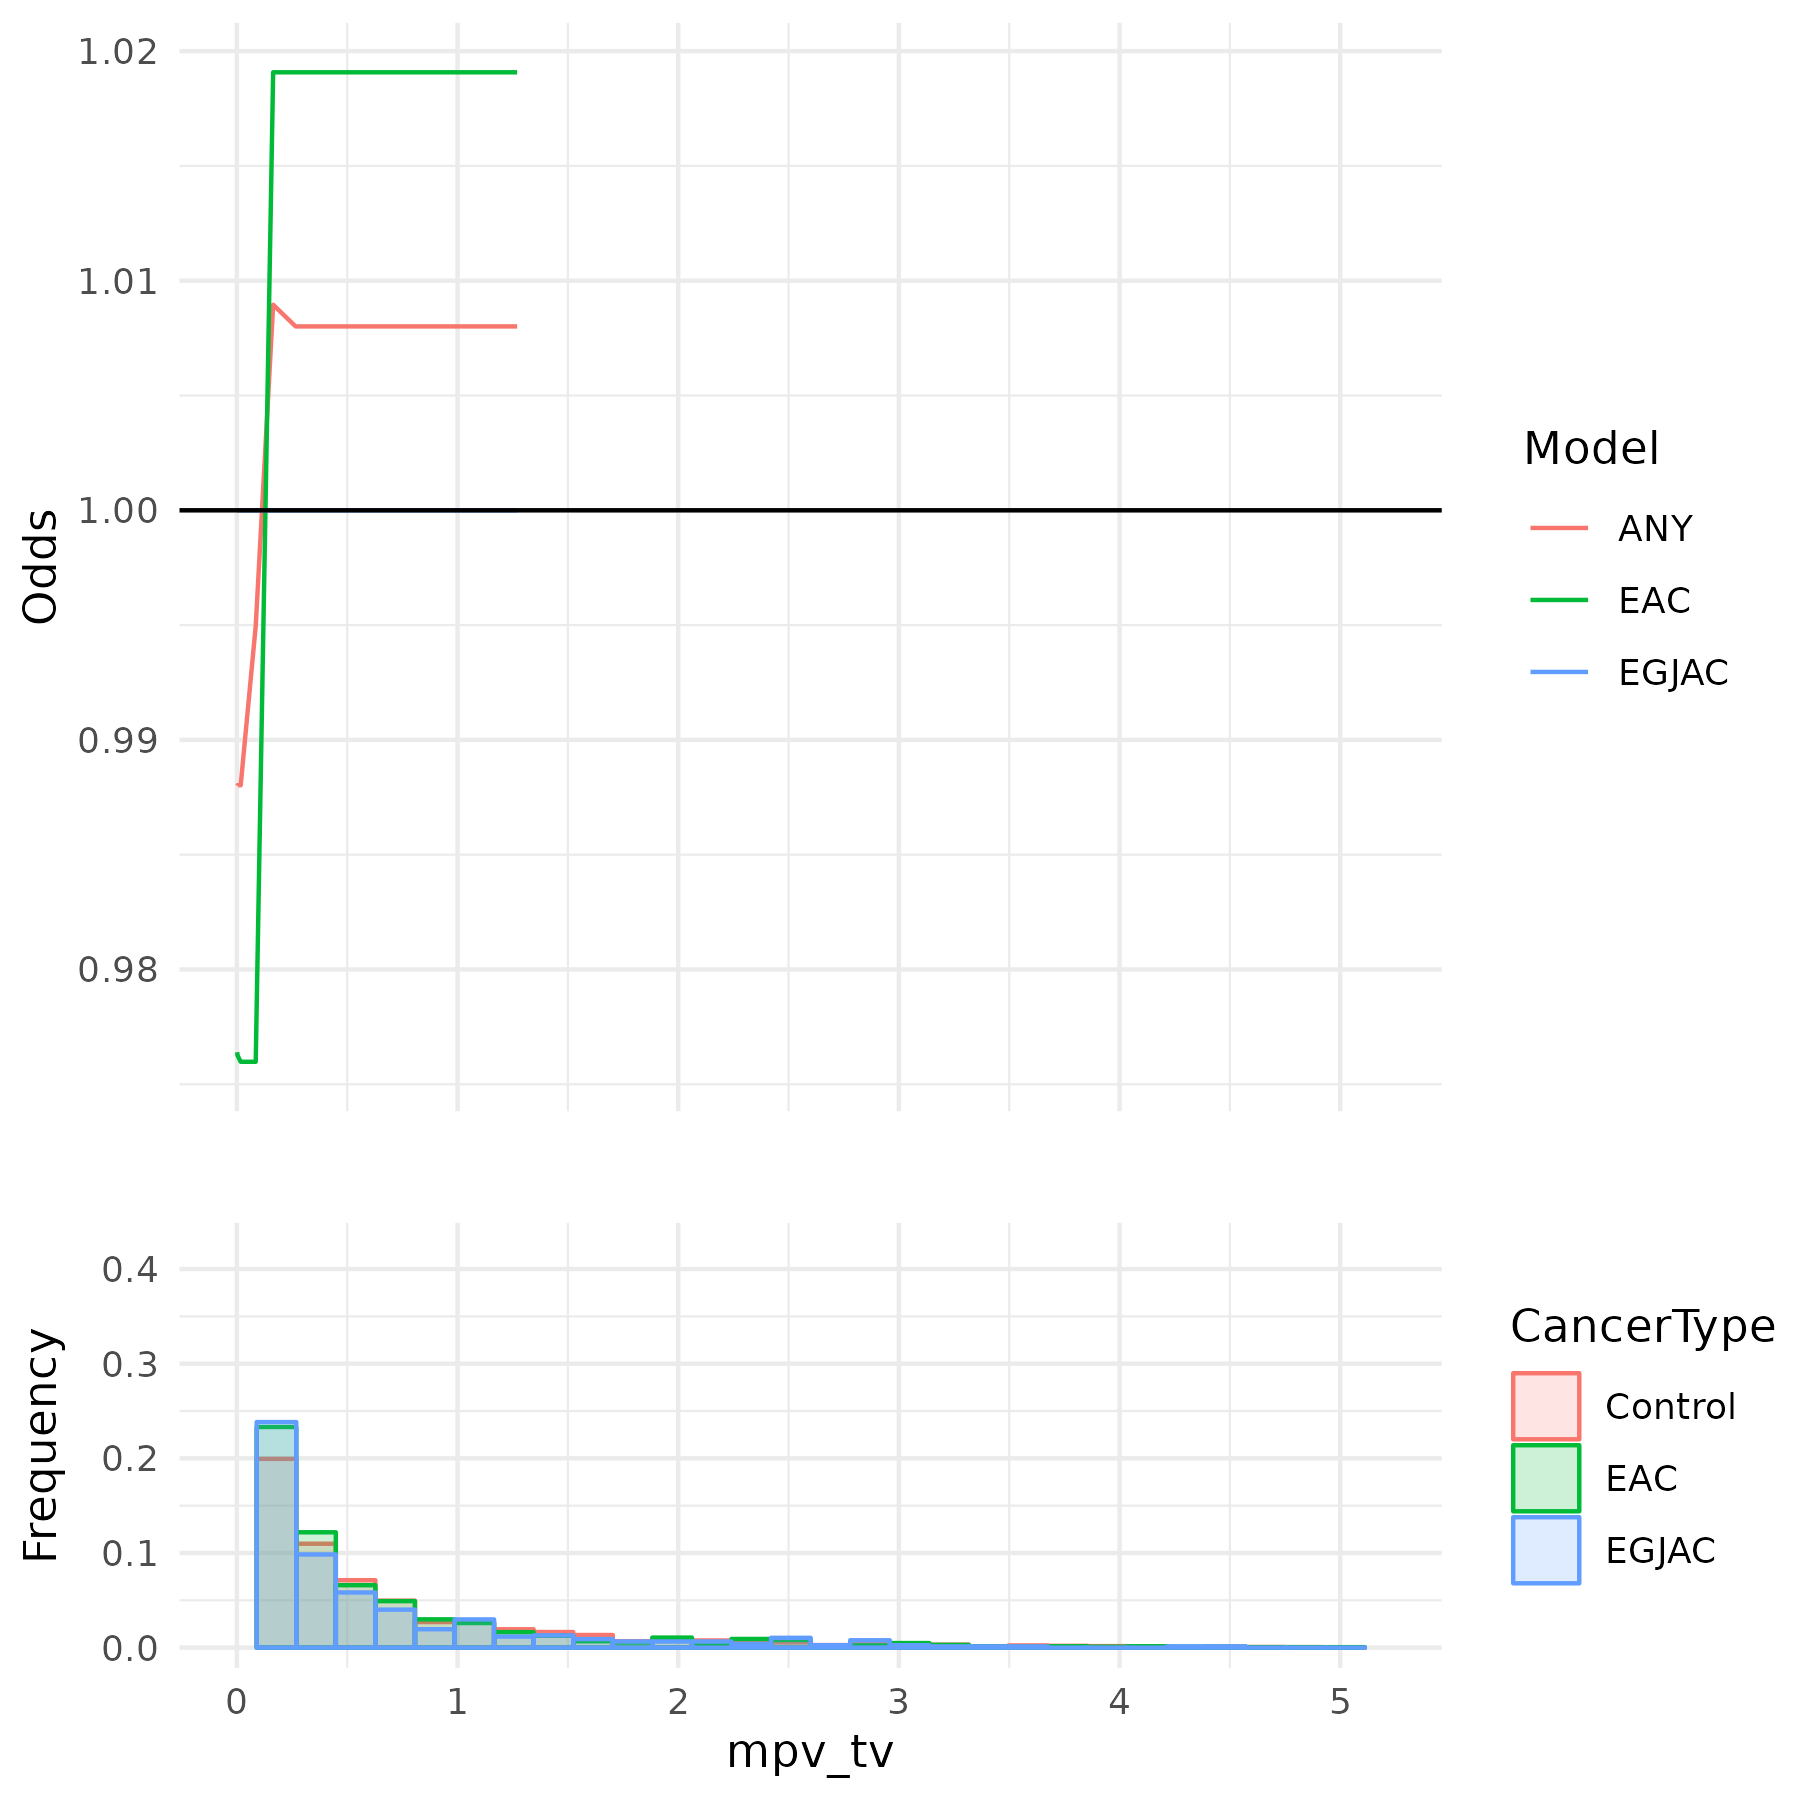 1.02
1.01
1.00
0.99
0.98
Odds
Model
ANY
EAC
EGJAC
0.4
0.3
0.2
0.1
0.0
Frequency
0 1 2 3 4 5
mpv_tv
CancerType
Control
EAC
EGJAC